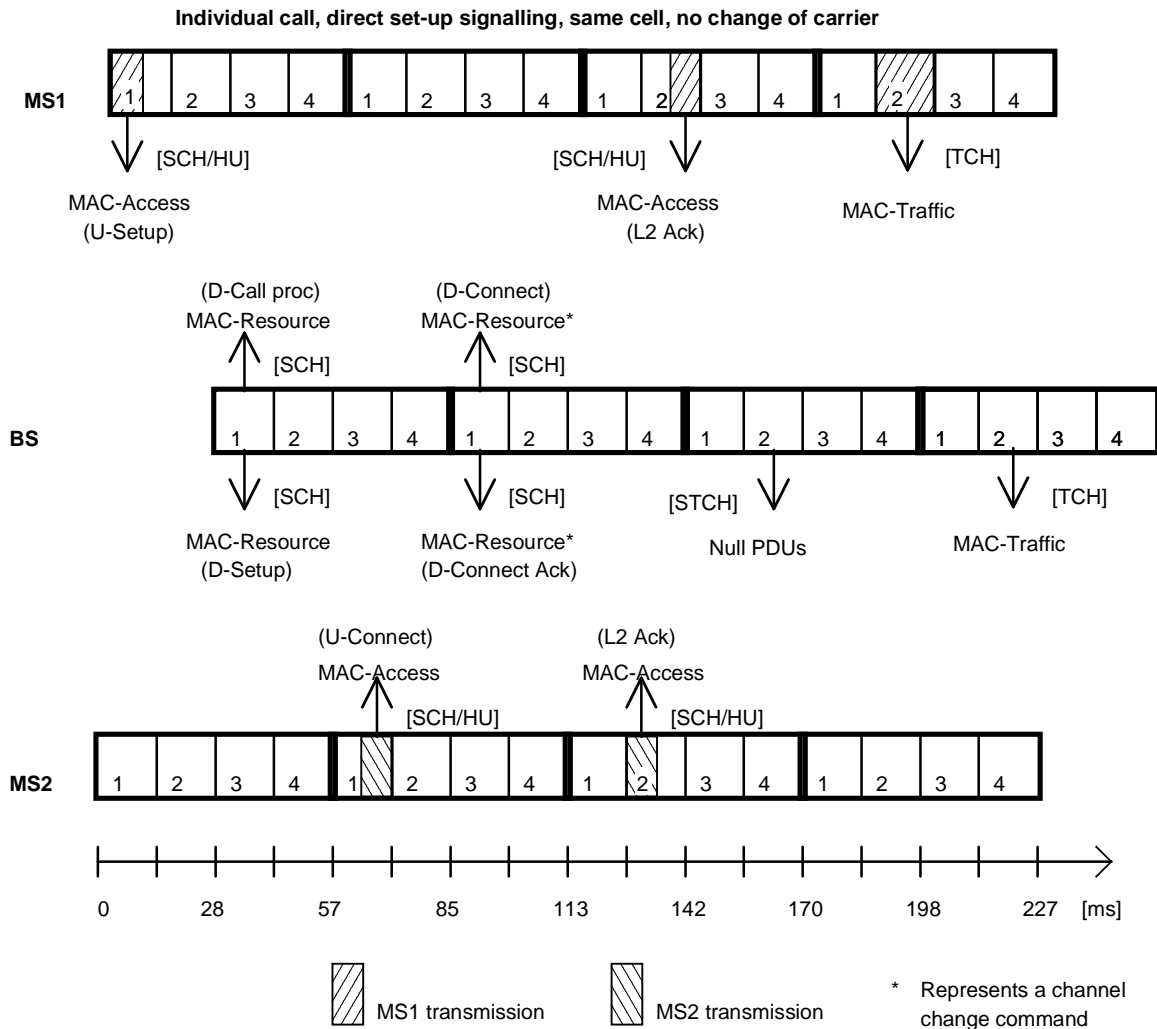 Individual call, direct set-up signalling, same cell, no change of carrier
MS1
1 2 3 4 1 2 3 4 1 2 3 4 1 2 3 4
[SCH/HU] [SCH/HU] [TCH]
MAC-Access MAC-Access MAC-Traffic
(U-Setup) (L2 Ack)
(D-Call proc) (D-Connect)
MAC-Resource MAC-Resource*
[SCH] [SCH]
BS
1 2 3 4 1 2 3 4 1 2 3 4 1 2 3 4
[SCH] [SCH] [STCH] [TCH]
MAC-Resource MAC-Resource* Null PDUs MAC-Traffic
(D-Setup) (D-Connect Ack)
(U-Connect) (L2 Ack)
MAC-Access MAC-Access
[SCH/HU] [SCH/HU]
MS2
1 2 3 4 1 2 3 4 1 2 3 4 1 2 3 4
0 28 57 85 113 142 170 198 227 [ms]
MS1 transmission MS2 transmission * Represents a channel
change command